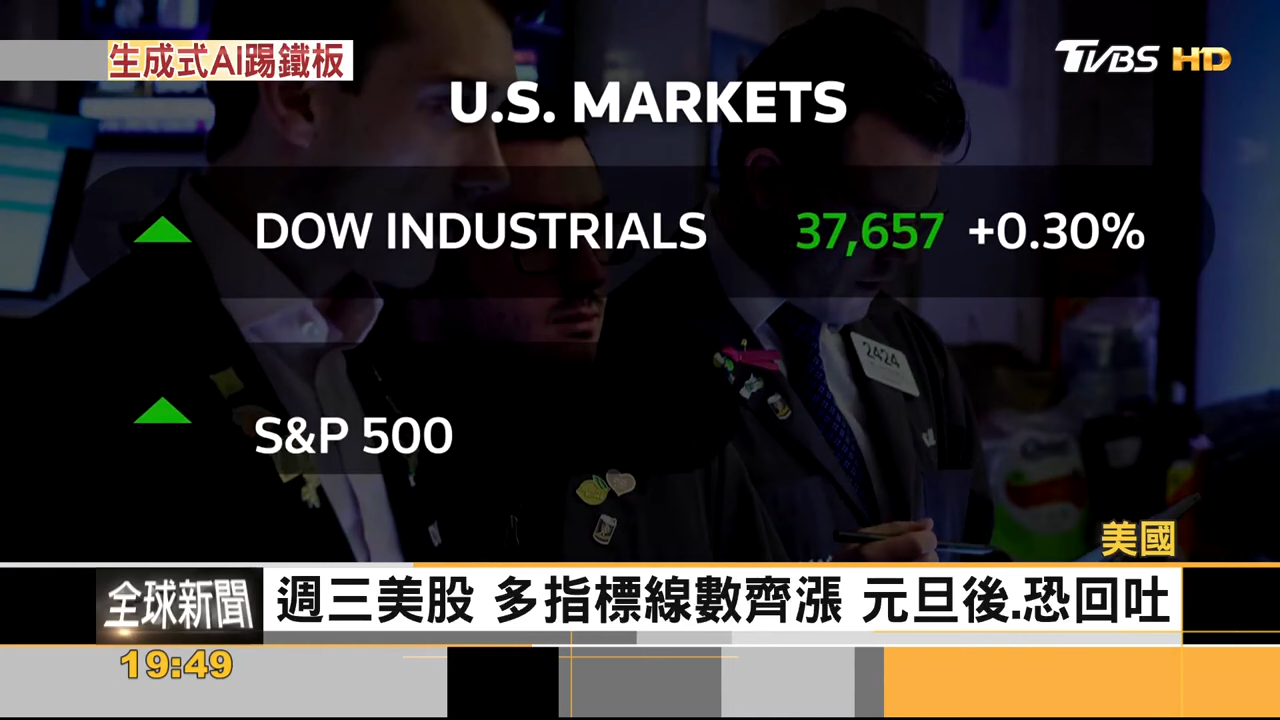 生成式AI踢鐵板
TVBS HD
U.S. MARKETS
DOW INDUSTRIALS 37,657 +0.30%
S&P 500
2424
美國
全球新聞
週三美股 多指標線數齊漲 元旦後.恐回吐
19:49